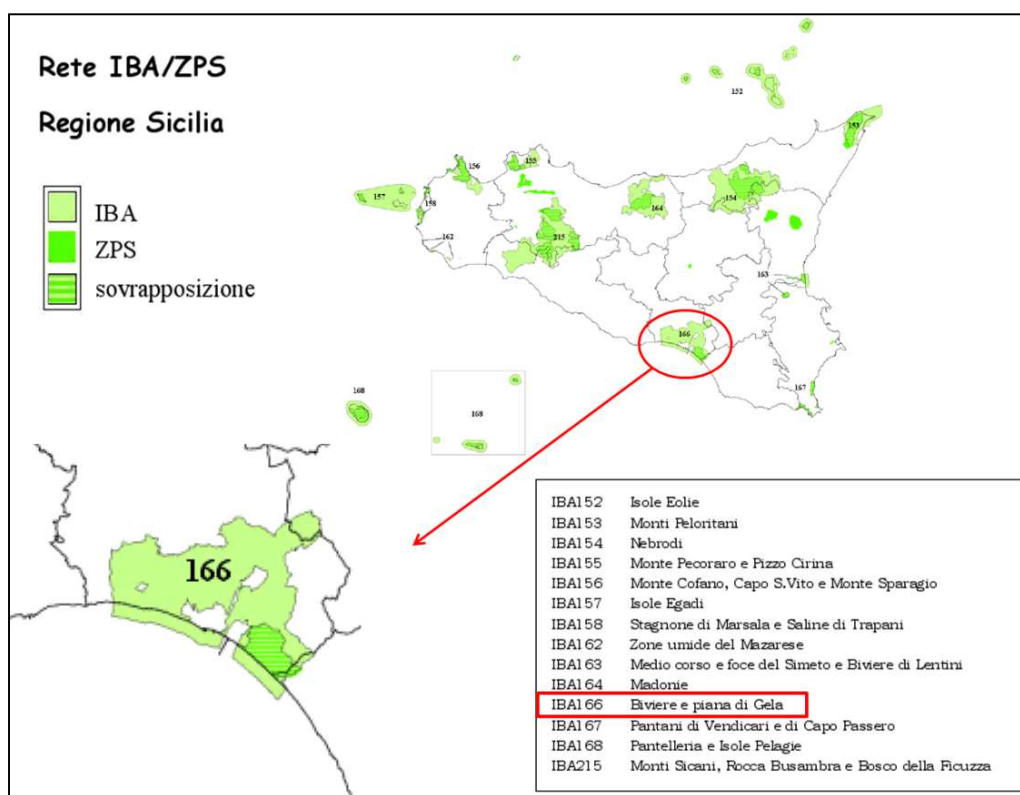 Rete IBA/ZPS
Regione Sicilia
IBA
ZPS
sovrapposizione
152
153
155
156
157
158
154
164
162
215
163
166
167
168
168
166
IBA152 Isole Eolie
IBA153 Monti Peloritani
IBA154 Nebrodi
IBA155 Monte Pecoraro e Pizzo Cirina
IBA156 Monte Cofano, Capo S.Vito e Monte Sparagio
IBA157 Isole Egadi
IBA158 Stagnone di Marsala e Saline di Trapani
IBA162 Zone umide del Mazarese
IBA163 Medio corso e foce del Simeto e Biviere di Lentini
IBA164 Madonie
IBA166 Biviere e piana di Gela
IBA167 Pantani di Vendicari e di Capo Passero
IBA168 Pantelleria e Isole Pelagie
IBA215 Monti Sicani, Rocca Busambra e Bosco della Ficuzza